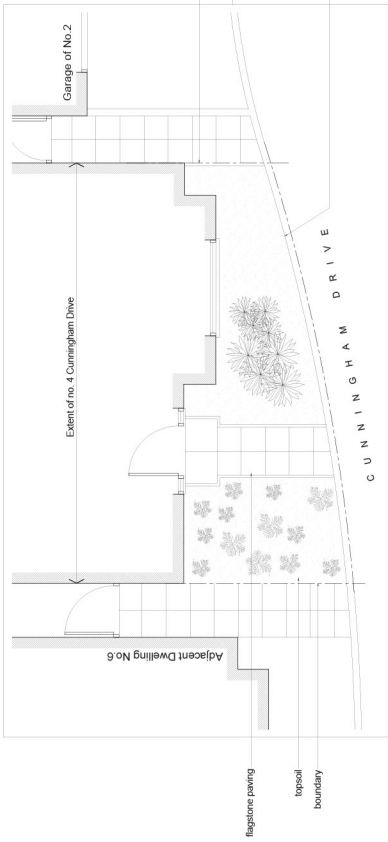 Garage of No.2
Extent of no. 4 Cunningham Drive
Adjacent Dwelling No.6
CUNNINGHAM DRIVE
flagstone paving
topsoil
boundary